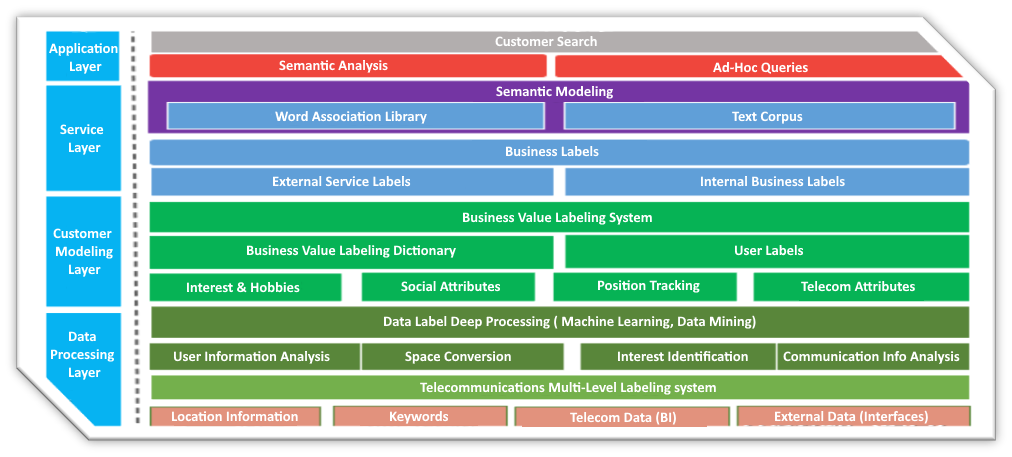 Application
Layer
Customer Search
Semantic Analysis
Ad-Hoc Queries
Service
Layer
Semantic Modeling
Word Association Library
Text Corpus
Business Labels
External Service Labels
Internal Business Labels
Customer
Modeling
Layer
Business Value Labeling System
Business Value Labeling Dictionary
User Labels
Interest & Hobbies
Social Attributes
Position Tracking
Telecom Attributes
Data
Processing
Layer
Data Label Deep Processing ( Machine Learning, Data Mining)
User Information Analysis
Space Conversion
Interest Identification
Communication Info Analysis
Telecommunications Multi-Level Labeling system
Location Information
Keywords
Telecom Data (BI)
External Data (Interfaces)